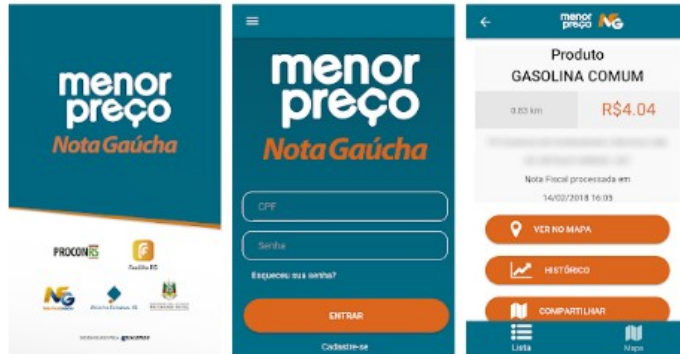 menor
preço
Nota Gaúcha
PROCON RS
NG
menor
preço
Nota Gaúcha
CPF
Senha
Esqueceu sua senha?
ENTRAR
Cadastre-se
menor
preço NG
Produto
GASOLINA COMUM
0.83 km
R$4.04
Nota Fiscal processada em
14/02/2018 16:05
VER NO MAPA
HISTÓRICO
COMPARTILHAR
Lista
Mapa